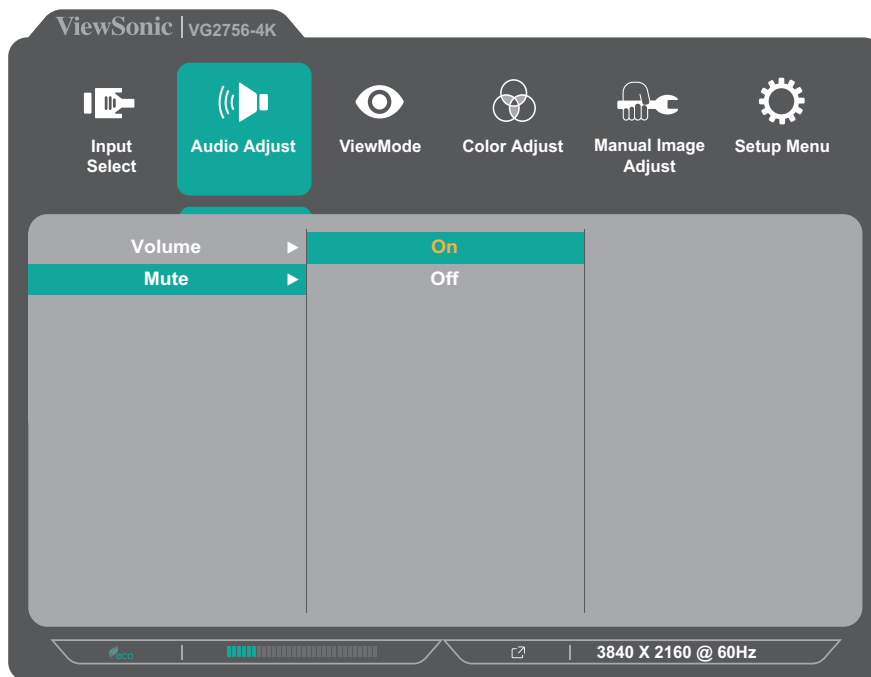 ViewSonic | VG2756-4K
Input Select
Audio Adjust
ViewMode
Color Adjust
Manual Image Adjust
Setup Menu
Volume
On
Mute
Off
eco
3840 X 2160 @ 60Hz